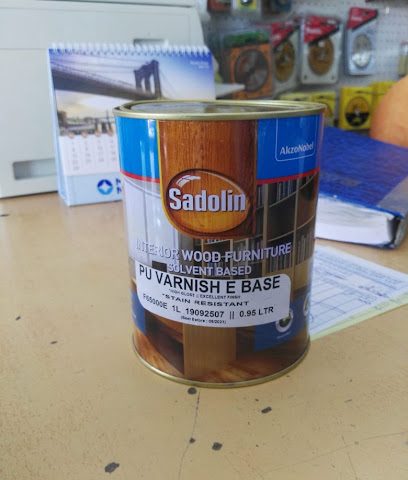 AkzoNobel
Sadolin
INTERIOR WOOD FURNITURE
SOLVENT BASED
PU VARNISH E BASE
HIGH GLOSS || EXCELLENT FINISH
STAIN RESISTANT
F65000E 1L 19092507 || 0.95 LTR